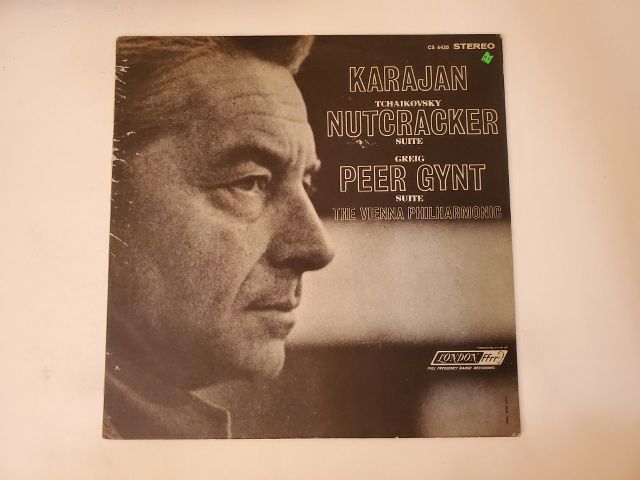 CS 6420 STEREO
KARAJAN
TCHAIKOVSKY
NUTCRACKER
SUITE
GREIG
PEER GYNT
SUITE
THE VIENNA PHILHARMONIC
LONDON ffrr
FULL FREQUENCY RANGE RECORDING